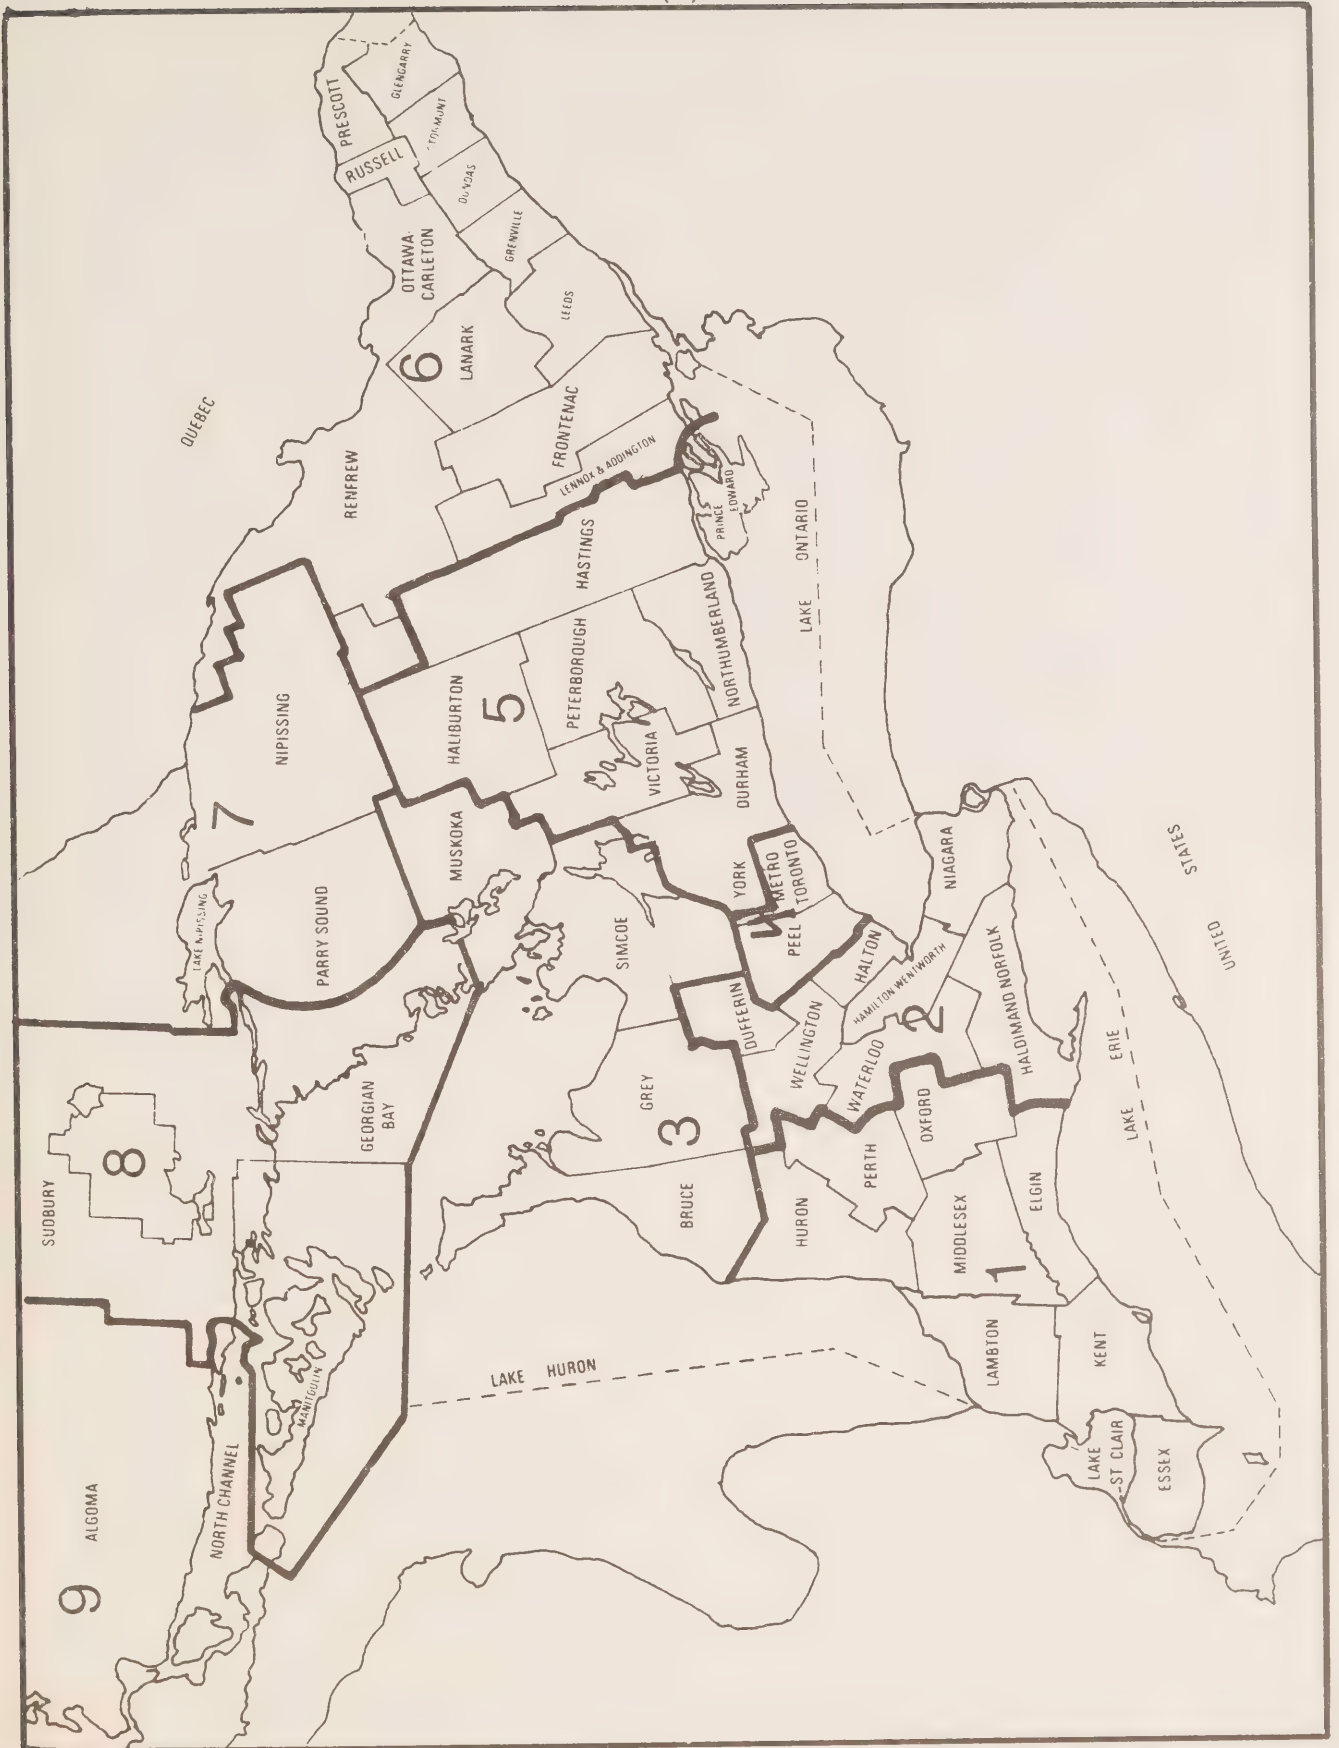 QUEBEC
PRESCOTT
GLENGARRY
RUSSELL
DUNDAS
GRENVILLE
OTTAWA-
CARLETON
LEEDS
6
LANARK
FRONTENAC
LENNOX & ADDINGTON
RENFREW
HASTINGS
PRINCE
EDWARD
LAKE ONTARIO
NIPISSING
7
HALIBURTON
5
PETERBOROUGH
NORTHUMBERLAND
VICTORIA
DURHAM
MUSKOKA
PARRY SOUND
LAKE NIPISSING
YORK
METRO
TORONTO
4
PEEL
SIMCOE
NIAGARA
HALTON
HAMILTON WENTWORTH
HALDIMAND NORFOLK
2
DUFFERIN
WELLINGTON
WATERLOO
GREY
3
BRUCE
OXFORD
PERTH
HURON
MIDDLESEX
1
ELGIN
LAMBTON
KENT
LAKE
ST CLAIR
ESSEX
LAKE ERIE
UNITED STATES
LAKE HURON
GEORGIAN
BAY
SUDBURY
8
MANITOULIN
NORTH CHANNEL
ALGOMA
9